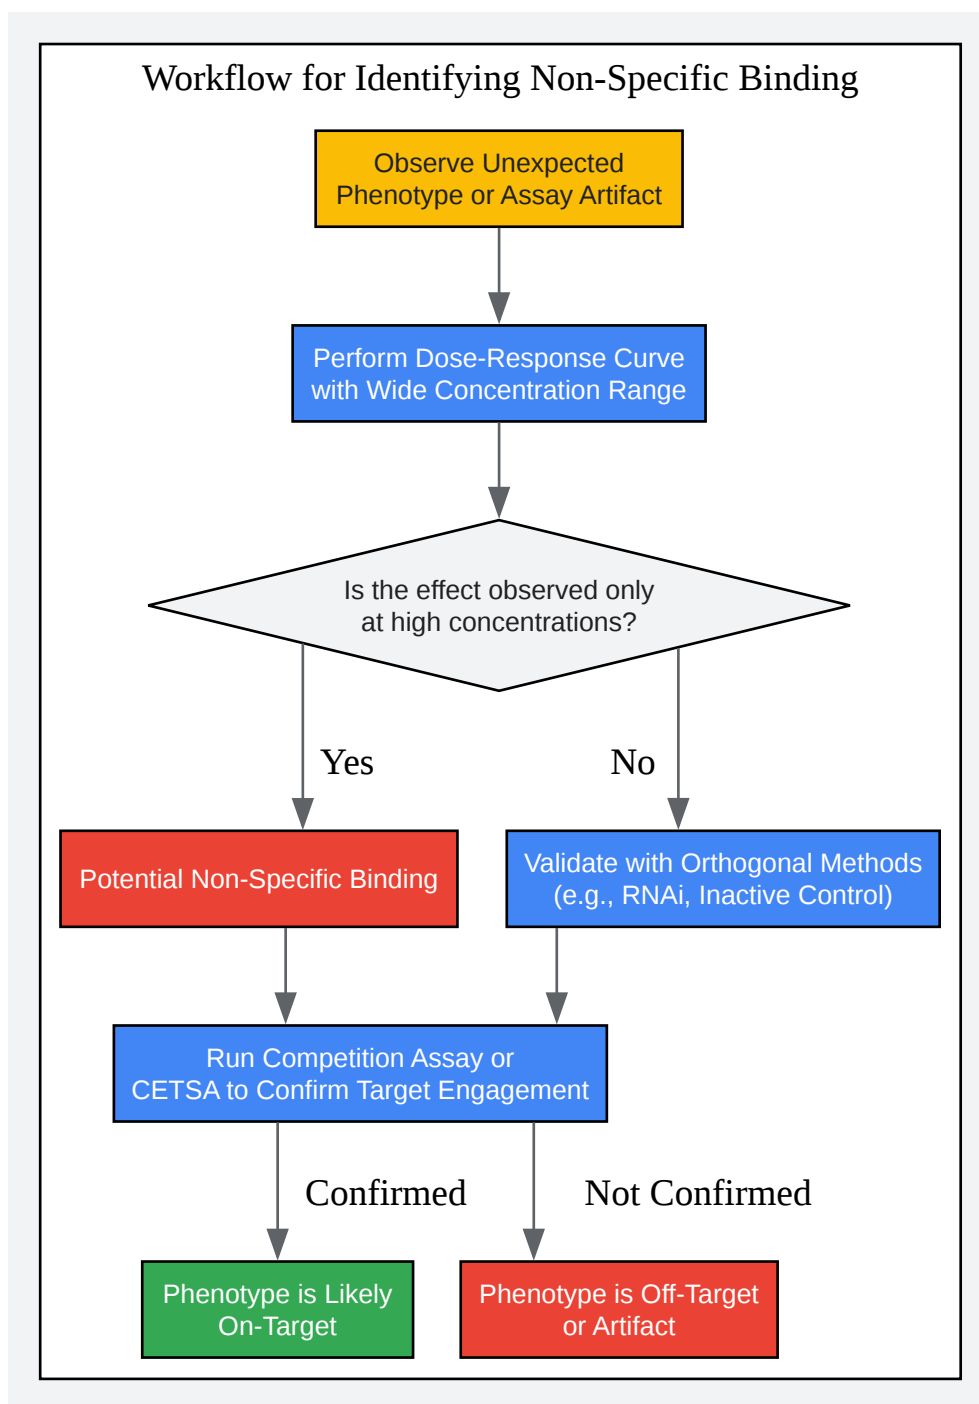 Workflow for Identifying Non-Specific Binding
Observe Unexpected
Phenotype or Assay Artifact
Perform Dose-Response Curve
with Wide Concentration Range
Is the effect observed only
at high concentrations?
Yes
No
Potential Non-Specific Binding
Validate with Orthogonal Methods
(e.g., RNAi, Inactive Control)
Run Competition Assay or
CETSA to Confirm Target Engagement
Confirmed
Not Confirmed
Phenotype is Likely
On-Target
Phenotype is Off-Target
or Artifact